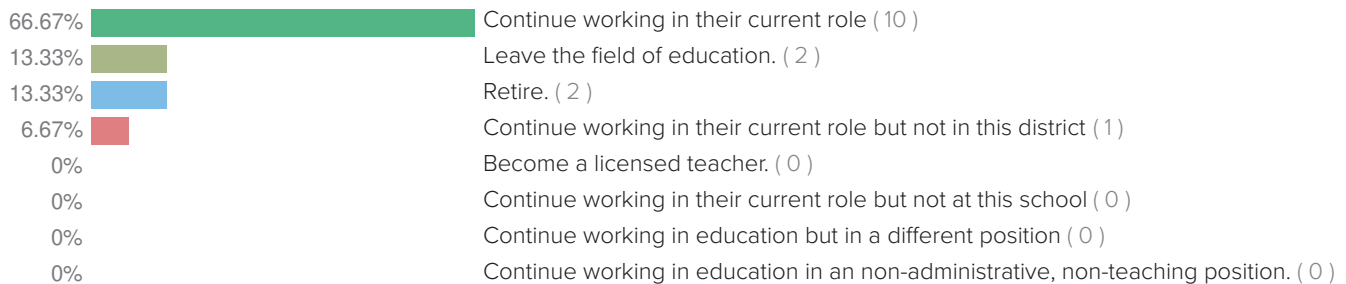 66.67% Continue working in their current role ( 10 )
13.33% Leave the field of education. ( 2 )
13.33% Retire. ( 2 )
6.67% Continue working in their current role but not in this district ( 1 )
0% Become a licensed teacher. ( 0 )
0% Continue working in their current role but not at this school ( 0 )
0% Continue working in education but in a different position ( 0 )
0% Continue working in education in an non-administrative, non-teaching position. ( 0 )